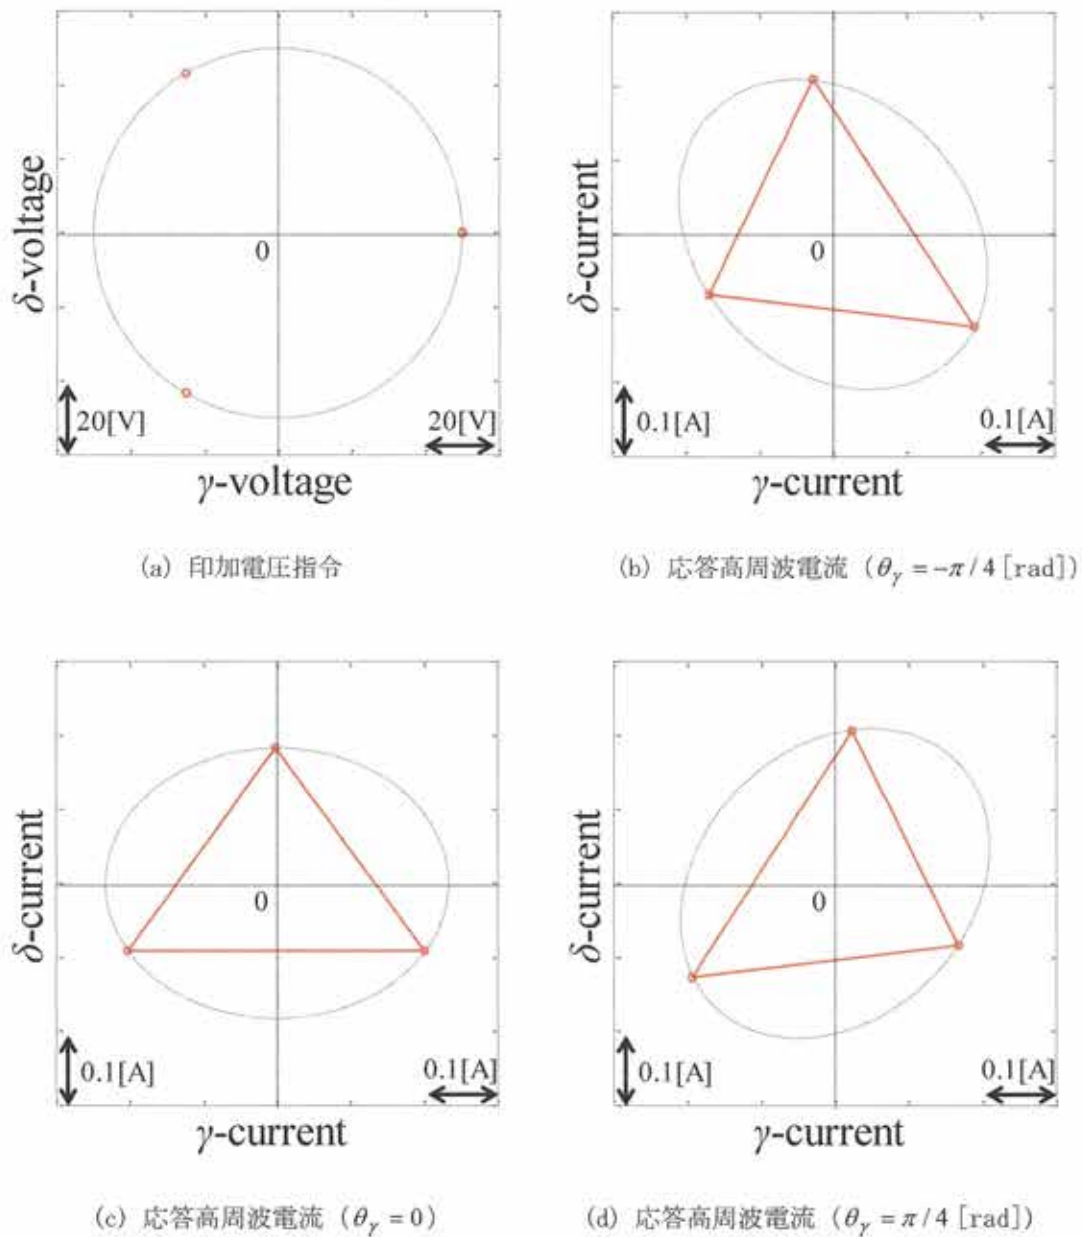 δ-voltage
0
20[V]
20[V]
γ-voltage
(a) 印加電圧指令
δ-current
0
0.1[A]
0.1[A]
γ-current
(b) 応答高周波電流 (θγ = −π / 4 [rad])
δ-current
0
0.1[A]
0.1[A]
γ-current
(c) 応答高周波電流 (θγ = 0)
δ-current
0
0.1[A]
0.1[A]
γ-current
(d) 応答高周波電流 (θγ = π / 4 [rad])